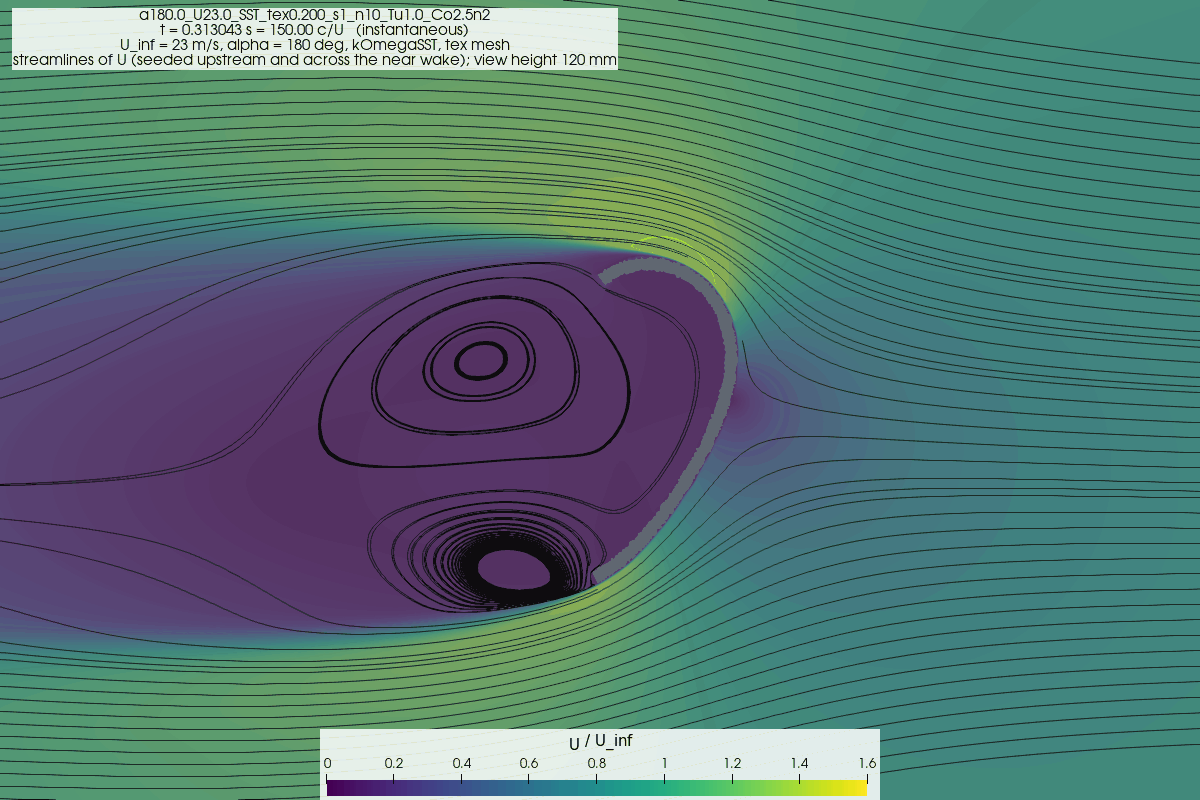 a180.0_U23.0_SST_tex0.200_s1_n10_Tu1.0_Co2.5n2
t = 0.313043 s = 150.00 c/U (instantaneous)
U_inf = 23 m/s, alpha = 180 deg, kOmegaSST, tex mesh
streamlines of U (seeded upstream and across the near wake); view height 120 mm
U / U_inf
0 0.2 0.4 0.6 0.8 1 1.2 1.4 1.6